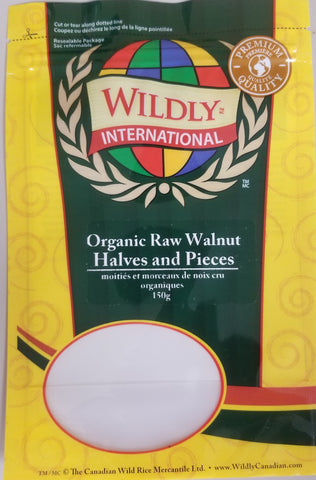 Cut or tear along dotted line
Coupez ou déchirez le long de la ligne pointillée
Resealable Package
Sac refermable
PREMIUM
PREMIÈRE
QUALITÉ
QUALITY
WILDLY
INTERNATIONAL
TM
MC
Organic Raw Walnut
Halves and Pieces
moitiés et morceaux de noix cru
organiques
150g
TM/MC © The Canadian Wild Rice Mercantile Ltd. • www.WildlyCanadian.com